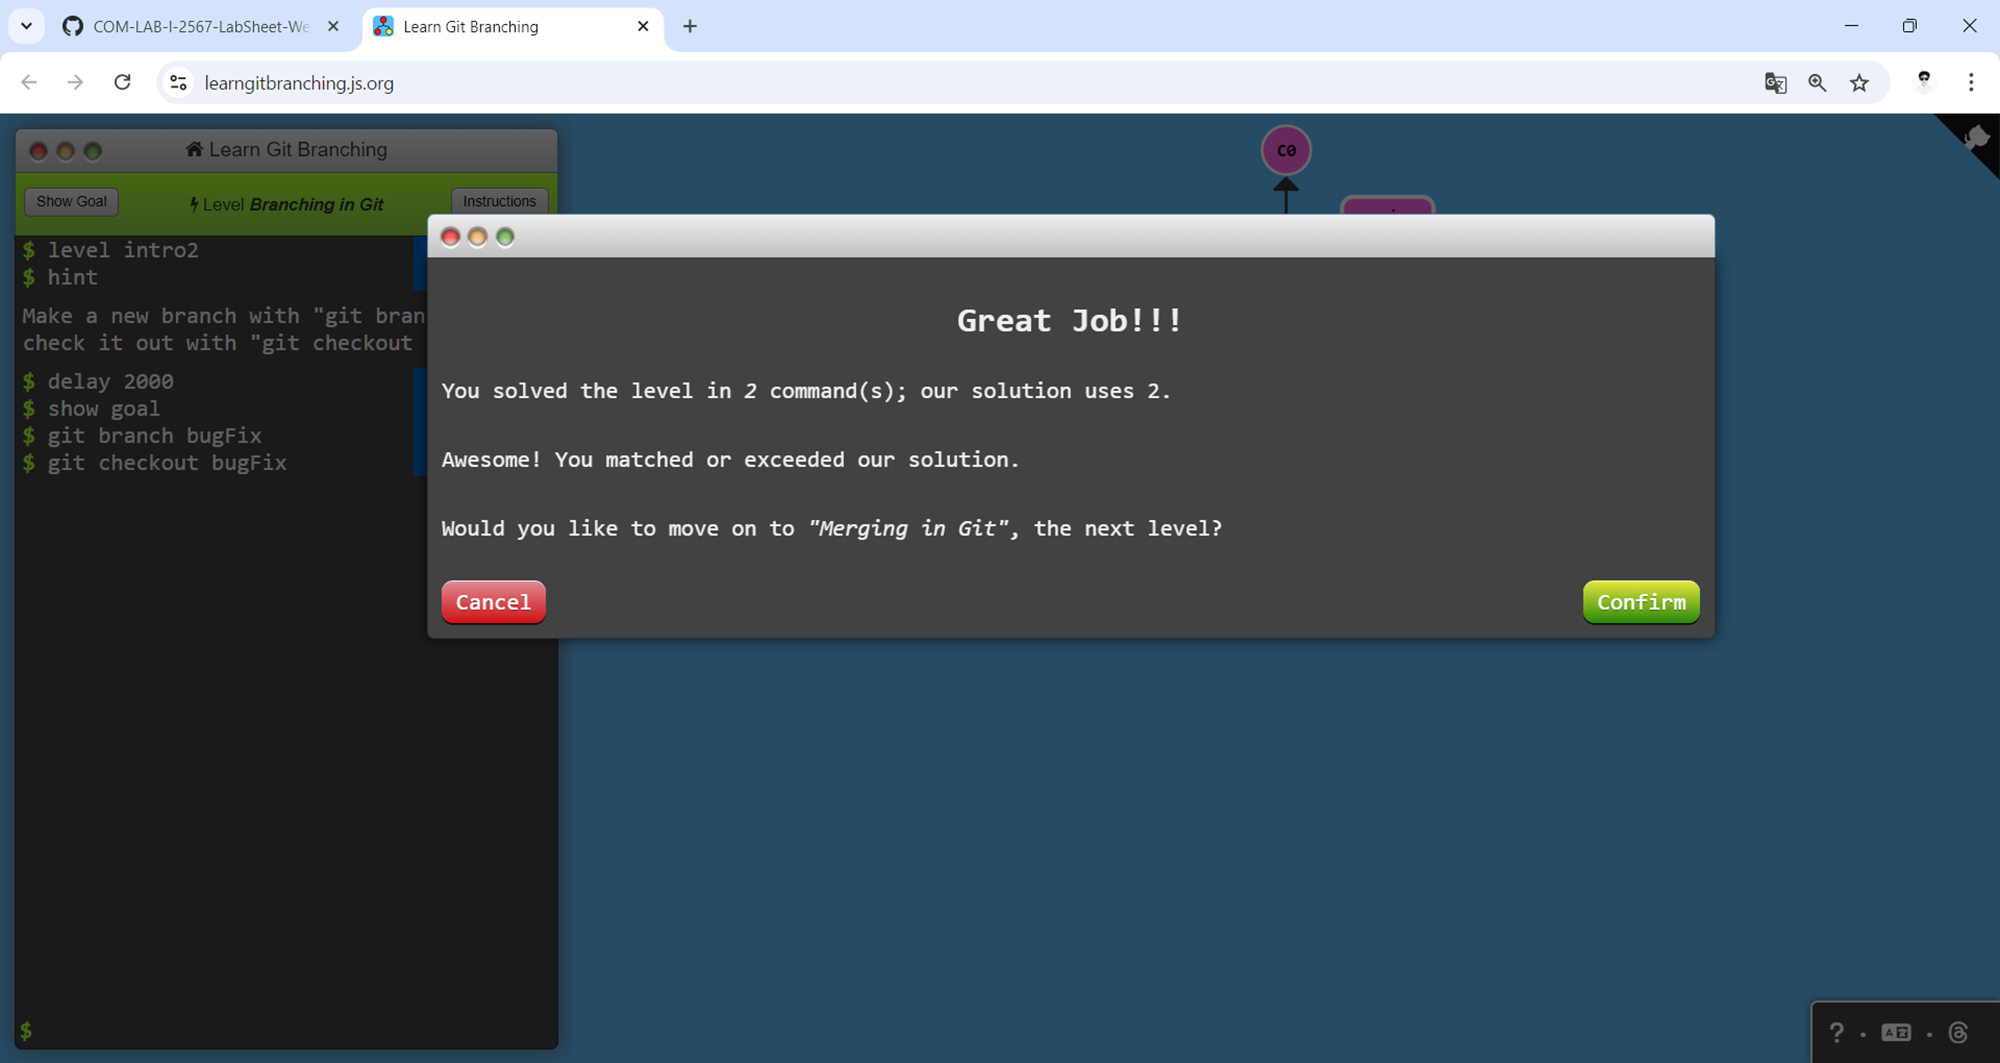 COM-LAB-I-2567-LabSheet-We
Learn Git Branching
learngitbranching.js.org
Learn Git Branching
Show Goal
Level Branching in Git
Instructions
C0
$ level intro2
$ hint
Make a new branch with "git bran
check it out with "git checkout
$ delay 2000
$ show goal
$ git branch bugFix
$ git checkout bugFix
Great Job!!!
You solved the level in 2 command(s); our solution uses 2.
Awesome! You matched or exceeded our solution.
Would you like to move on to "Merging in Git", the next level?
Cancel
Confirm
$
?